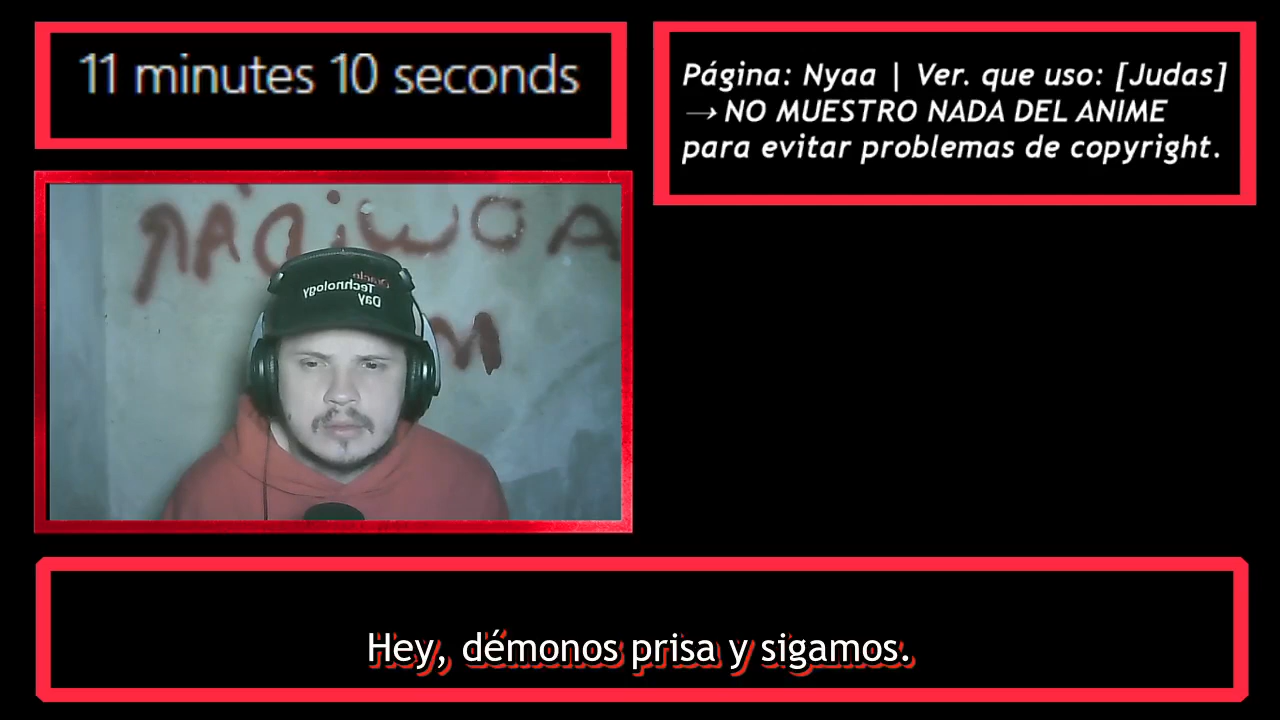 11 minutes 10 seconds
Página: Nyaa | Ver. que uso: [Judas]
→ NO MUESTRO NADA DEL ANIME
para evitar problemas de copyright.
Oracle
Technology
Day
Hey, démonos prisa y sigamos.